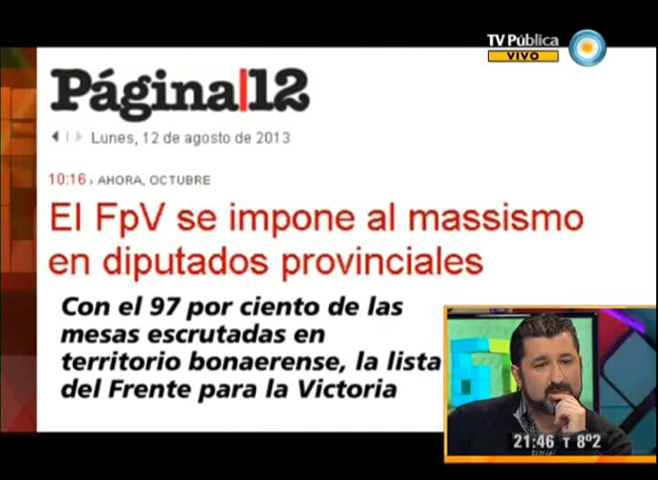 TV Pública
VIVO
Página|12
Lunes, 12 de agosto de 2013
10:16 › AHORA, OCTUBRE
El FpV se impone al massismo
en diputados provinciales
Con el 97 por ciento de las
mesas escrutadas en
territorio bonaerense, la lista
del Frente para la Victoria
21:46 T 8º2